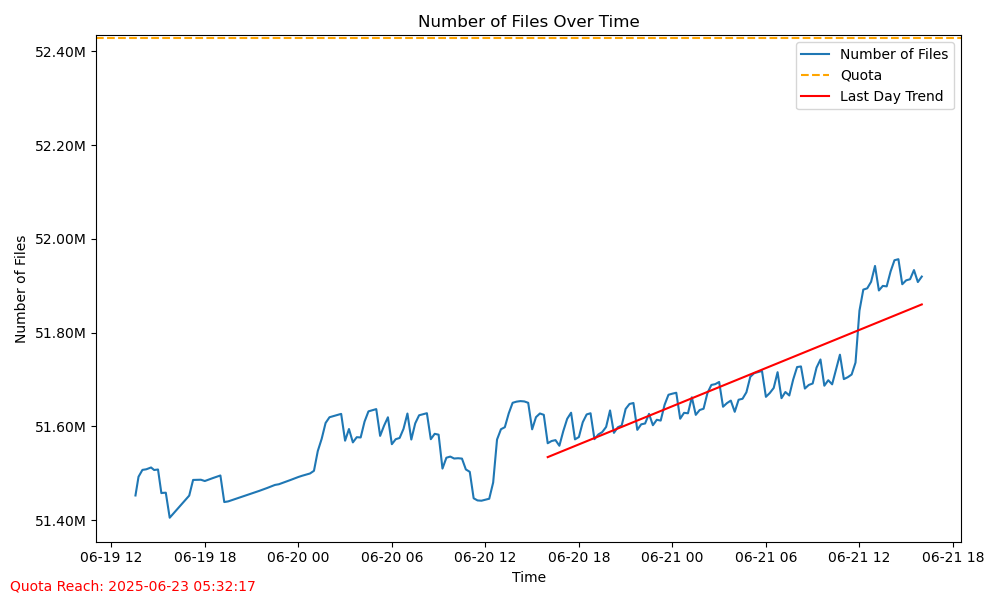 Number of Files Over Time
52.40M
52.20M
52.00M
51.80M
51.60M
51.40M
Number of Files
Number of Files
Quota
Last Day Trend
06-19 12
06-19 18
06-20 00
06-20 06
06-20 12
06-20 18
06-21 00
06-21 06
06-21 12
06-21 18
Time
Quota Reach: 2025-06-23 05:32:17